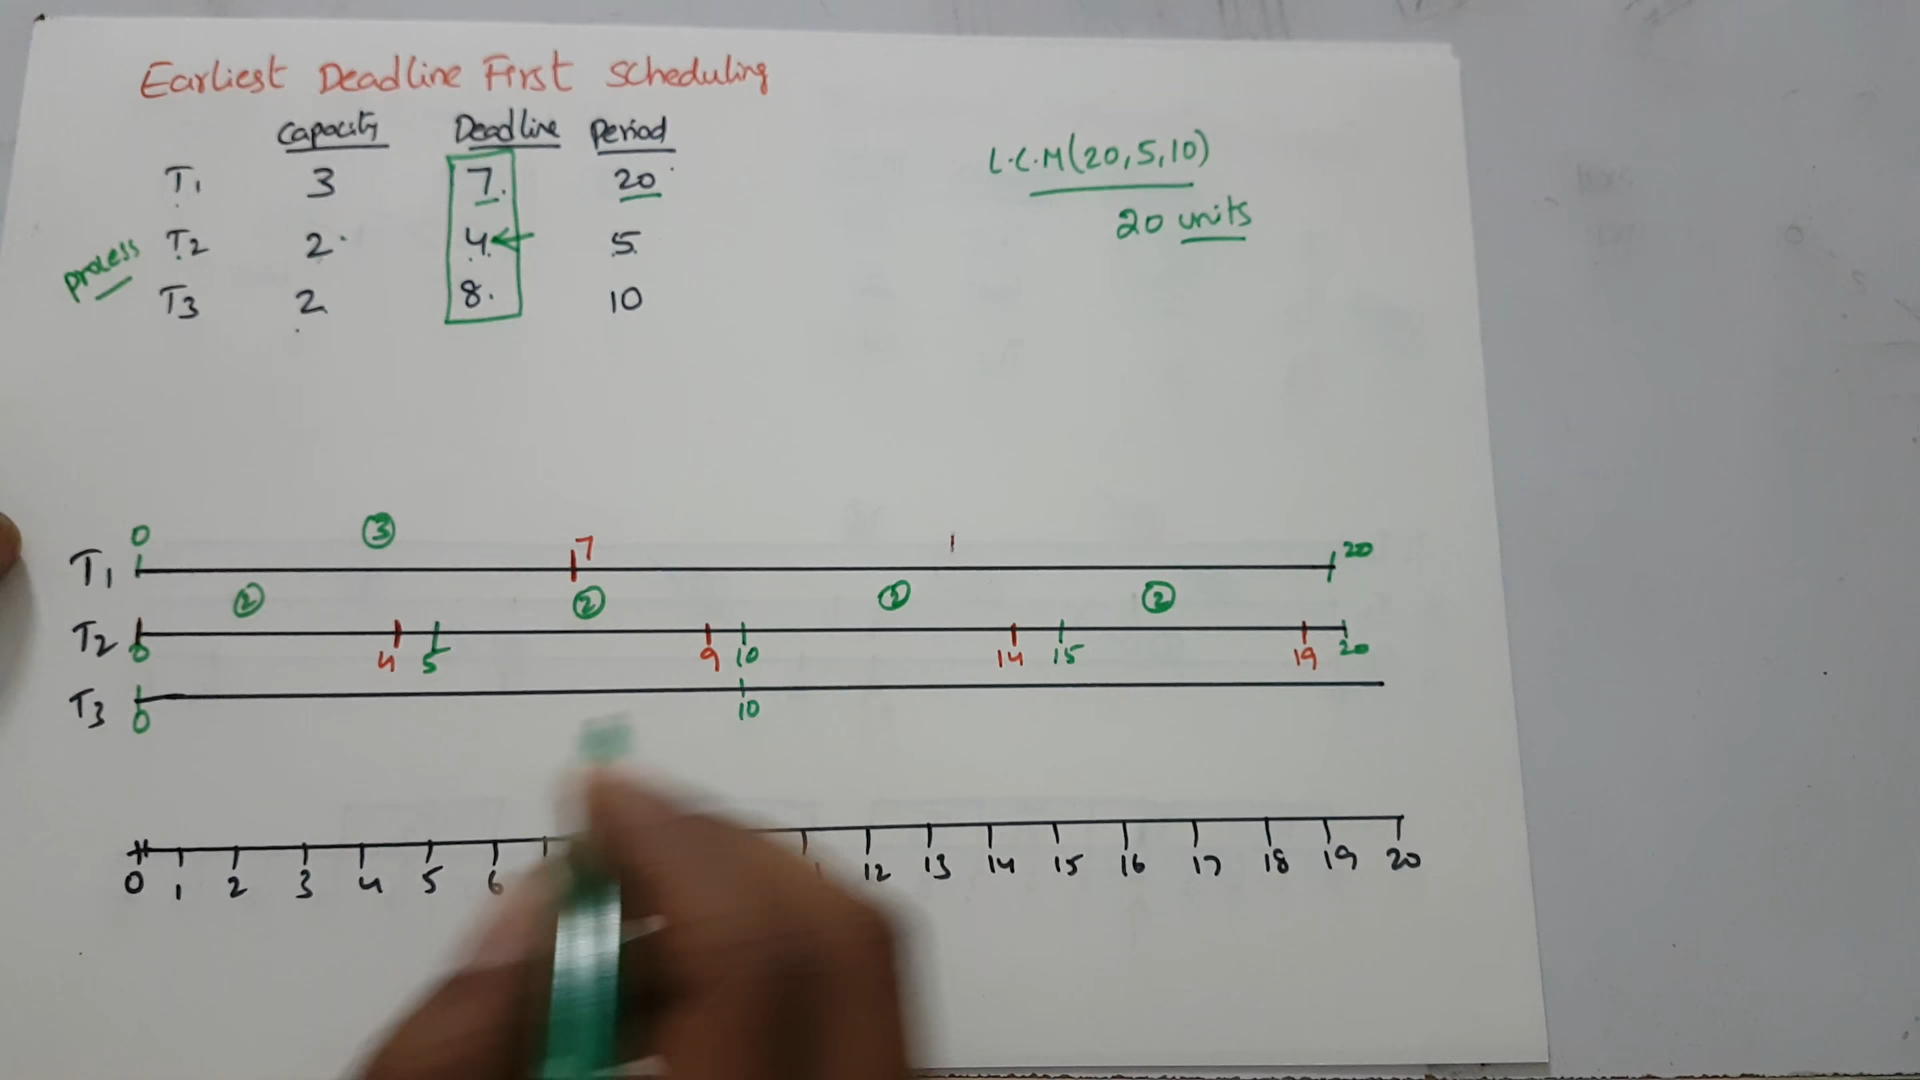 Earliest Deadline First Scheduling
Capacity Deadline Period
T1 3 7 20
T2 2 4 5
T3 2 8 10
process
L.C.M(20,5,10)
20 units
0 3 7 20
T1
2 2 2 2
T2 0 4 5 9 10 14 15 19 20
T3 0 10
0 1 2 3 4 5 6 12 13 14 15 16 17 18 19 20